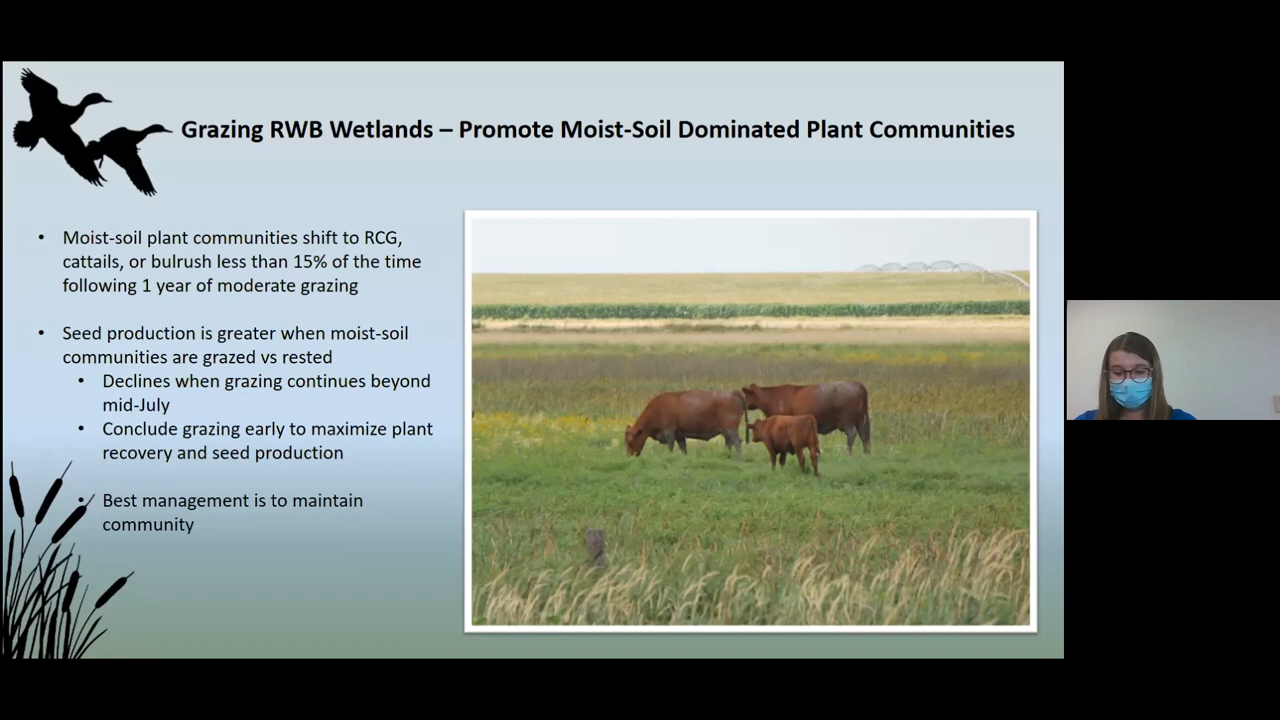 Grazing RWB Wetlands – Promote Moist-Soil Dominated Plant Communities
• Moist-soil plant communities shift to RCG,
cattails, or bulrush less than 15% of the time
following 1 year of moderate grazing
• Seed production is greater when moist-soil
communities are grazed vs rested
• Declines when grazing continues beyond
mid-July
• Conclude grazing early to maximize plant
recovery and seed production
• Best management is to maintain
community